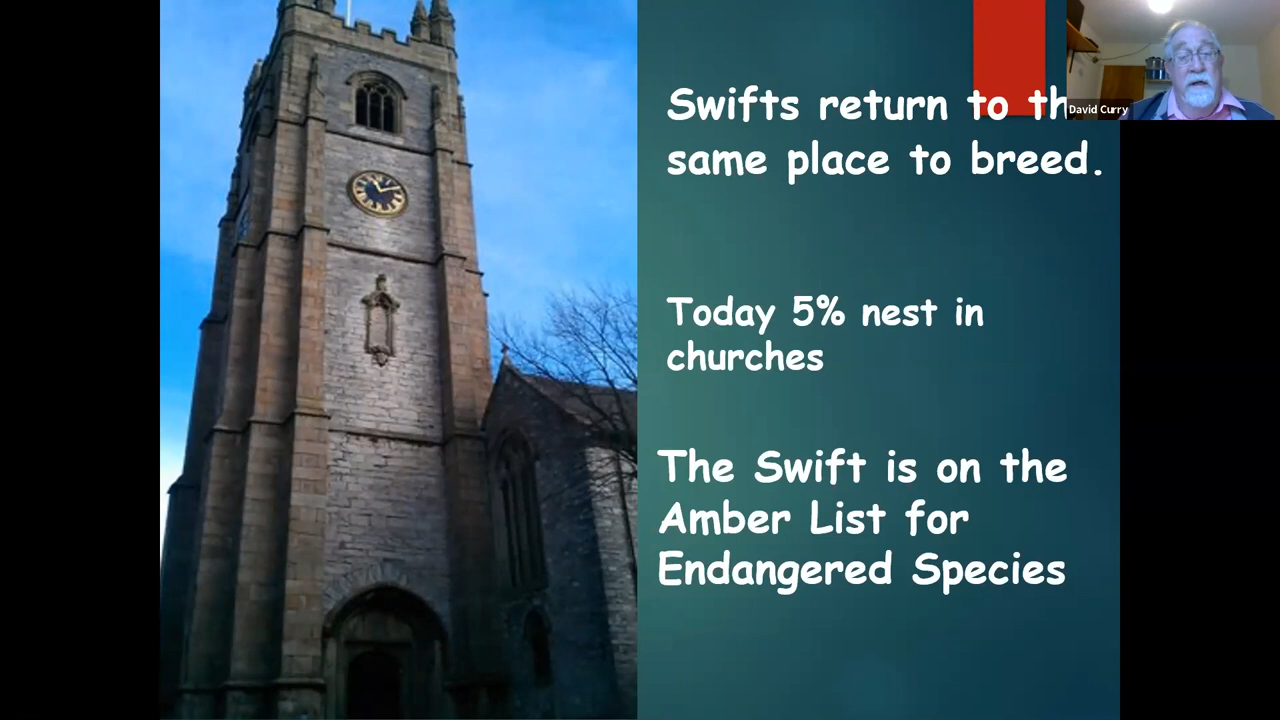 Swifts return to th
same place to breed.
David Curry
Today 5% nest in
churches
The Swift is on the
Amber List for
Endangered Species